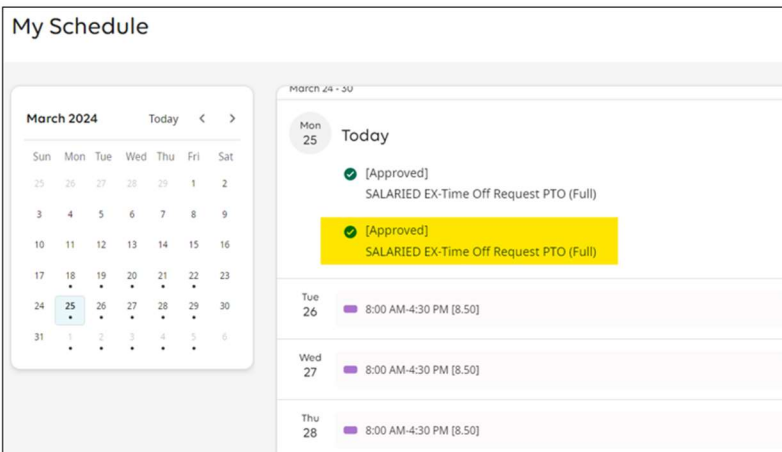 My Schedule
March 2024 Today < >
Sun Mon Tue Wed Thu Fri Sat
25 26 27 28 29 1 2
3 4 5 6 7 8 9
10 11 12 13 14 15 16
17 18 19 20 21 22 23
24 25 26 27 28 29 30
31 1 2 3 4 5 6
March 24 - 30
Mon
25
Today
[Approved]
SALARIED EX-Time Off Request PTO (Full)
[Approved]
SALARIED EX-Time Off Request PTO (Full)
Tue
26
8:00 AM-4:30 PM [8.50]
Wed
27
8:00 AM-4:30 PM [8.50]
Thu
28
8:00 AM-4:30 PM [8.50]